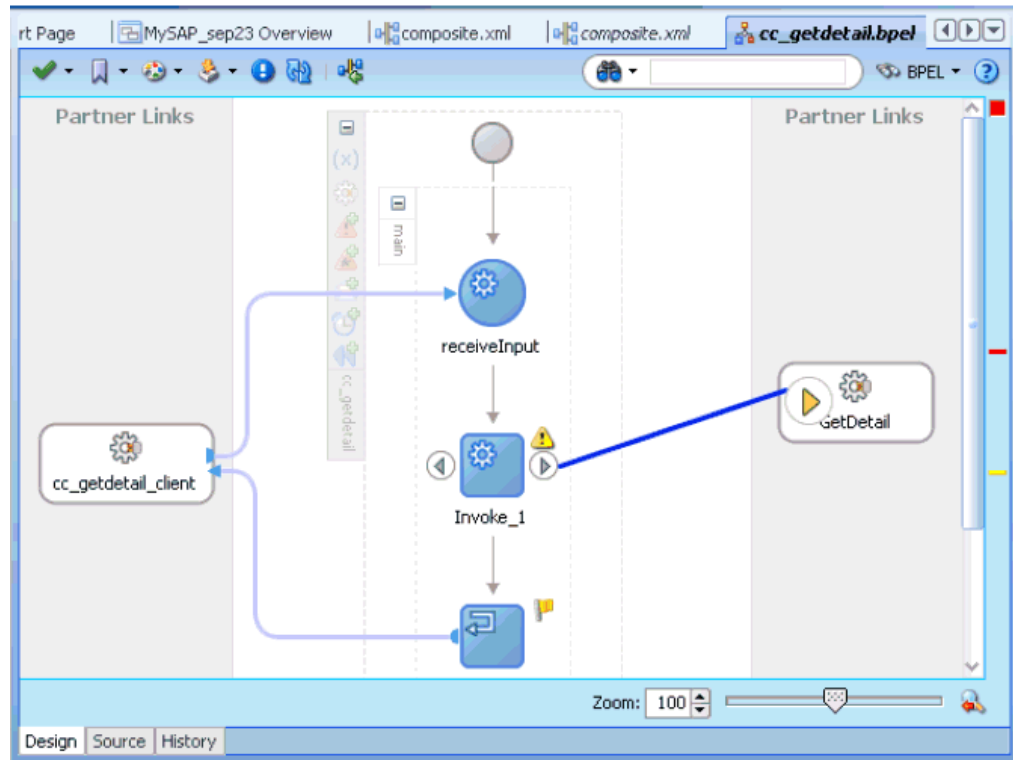 rt Page
MySAP_sep23 Overview
composite.xml
composite.xml
cc_getdetail.bpel
BPEL
Partner Links
Partner Links
(x)
main
receiveInput
cc_getdetail
GetDetail
cc_getdetail_client
Invoke_1
Zoom: 100
Design
Source
History